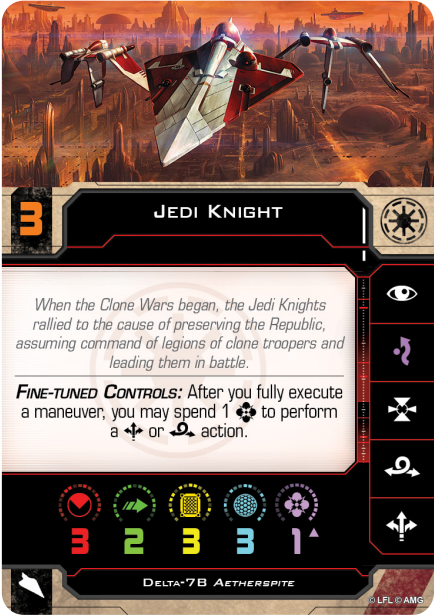 3
JEDI KNIGHT
When the Clone Wars began, the Jedi Knights
rallied to the cause of preserving the Republic,
assuming command of legions of clone troopers and
leading them in battle.
FINE-TUNED CONTROLS: After you fully execute
a maneuver, you may spend 1 to perform
a or action.
3 2 3 3 1
DELTA-7B AETHERSPITE
© LFL © AMG